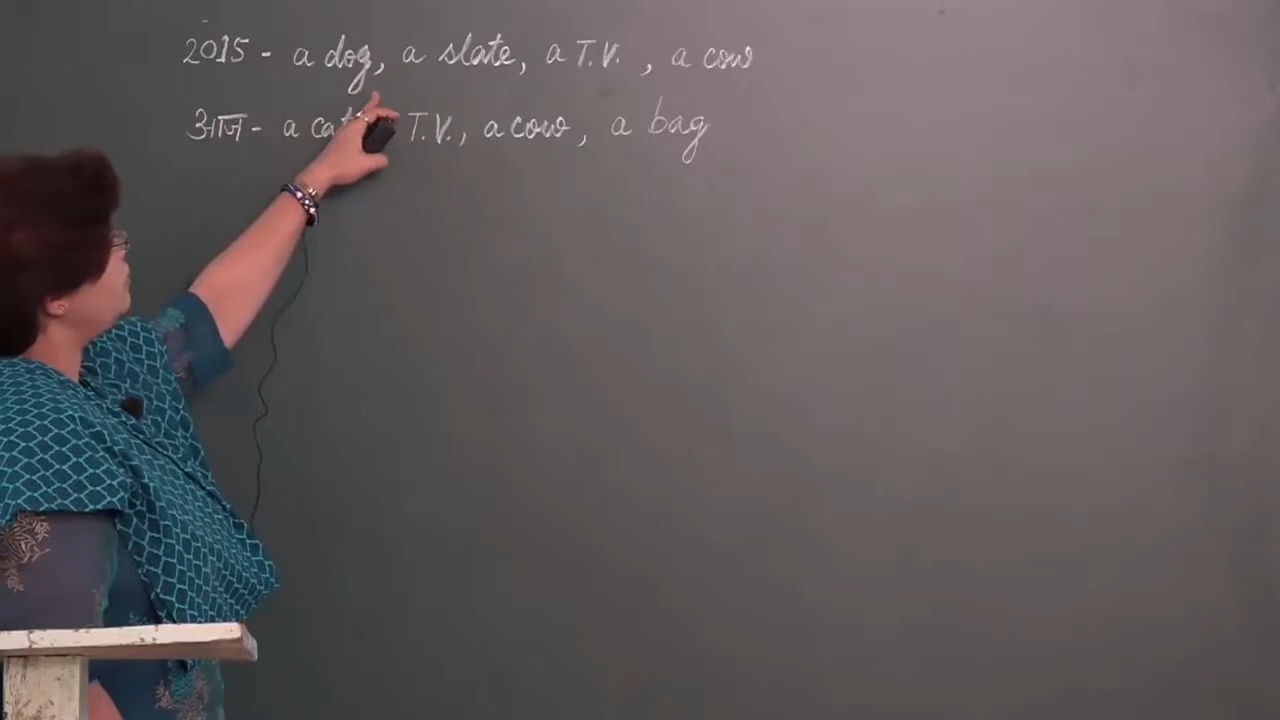 2015 - a dog, a slate, a T.V. , a cow
आज - a cat T.V., a cow, a bag